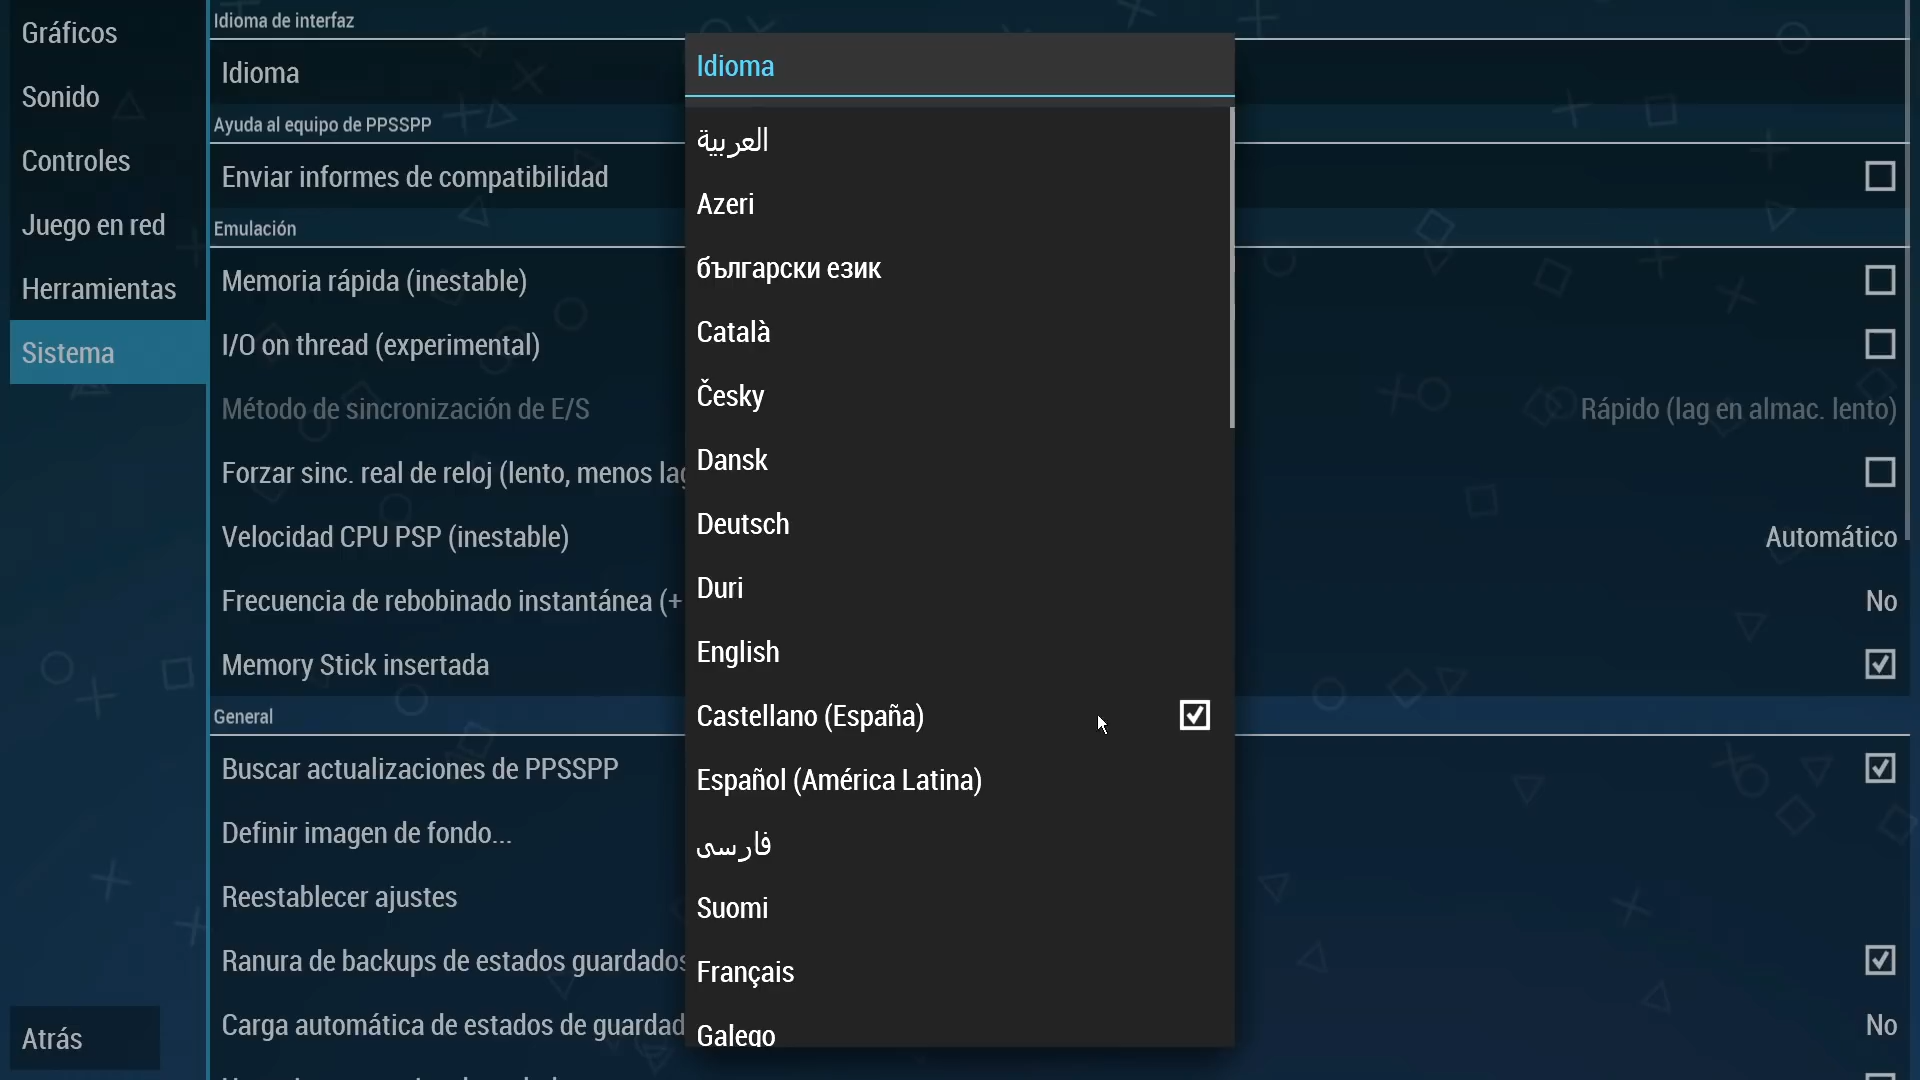 Gráficos
Sonido
Controles
Juego en red
Herramientas
Sistema
Atrás
Idioma de interfaz
Idioma
Ayuda al equipo de PPSSPP
Enviar informes de compatibilidad
Emulación
Memoria rápida (inestable)
I/O on thread (experimental)
Método de sincronización de E/S
Rápido (lag en almac. lento)
Forzar sinc. real de reloj (lento, menos
Velocidad CPU PSP (inestable)
Automático
Frecuencia de rebobinado instantánea (+
No
Memory Stick insertada
General
Buscar actualizaciones de PPSSPP
Definir imagen de fondo...
Reestablecer ajustes
Ranura de backups de estados guardados
Carga automática de estados de
No
Idioma
العربية
Azeri
български език
Català
Česky
Dansk
Deutsch
Duri
English
Castellano (España)
Español (América Latina)
فارسی
Suomi
Français
Galego